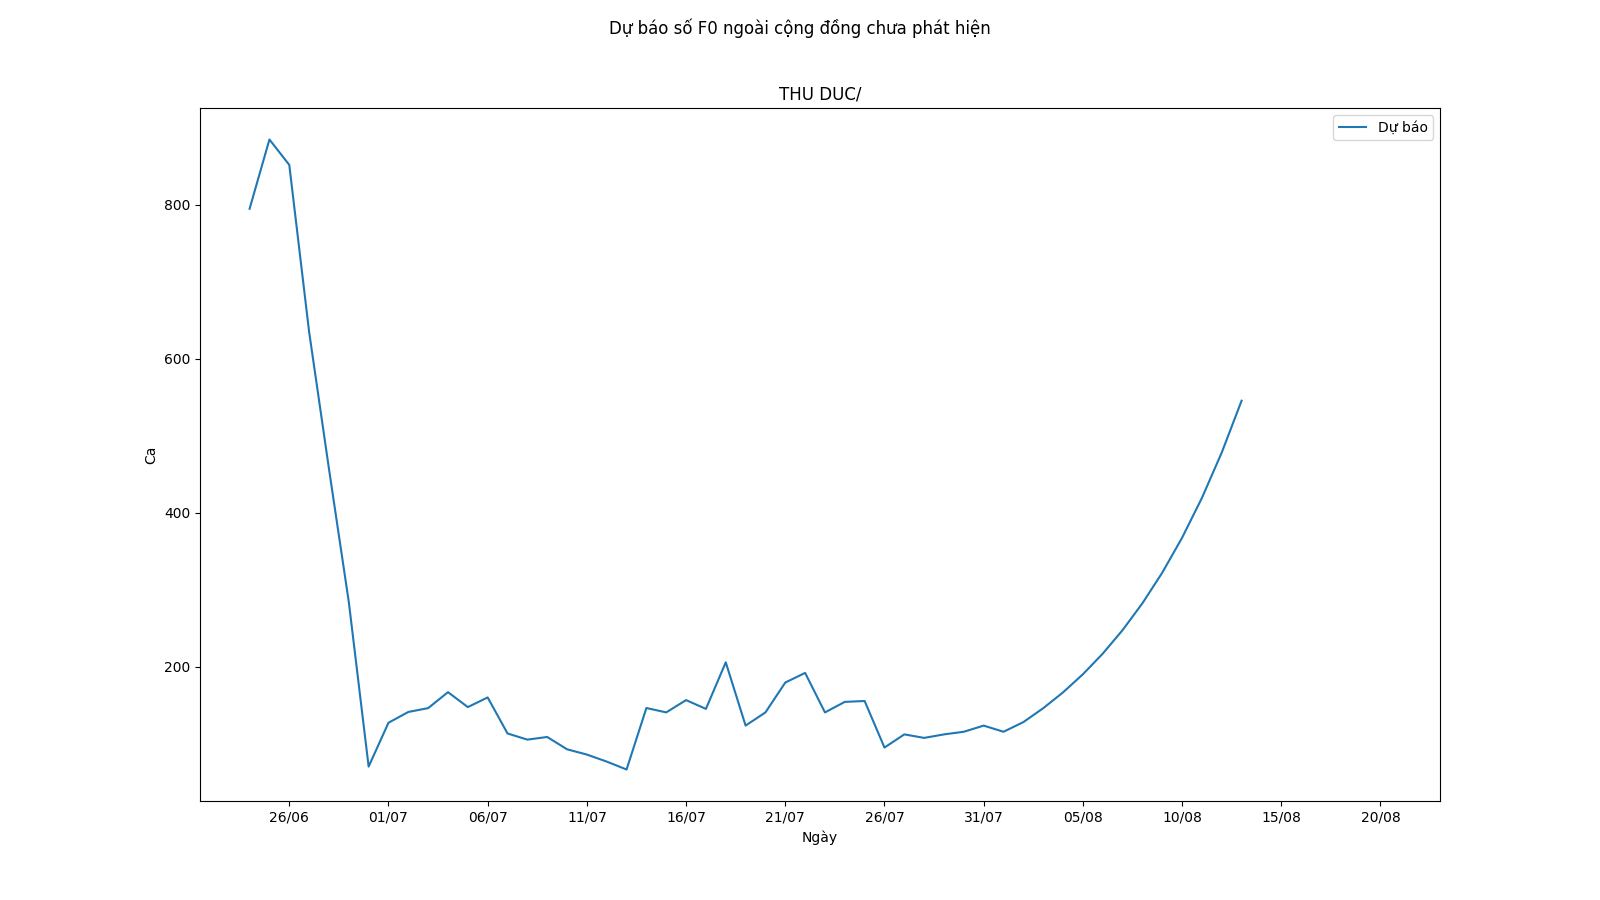 Dự báo số F0 ngoài cộng đồng chưa phát hiện
THU DUC/
Dự báo
800
600
400
200
Ca
26/06 01/07 06/07 11/07 16/07 21/07 26/07 31/07 05/08 10/08 15/08 20/08
Ngày